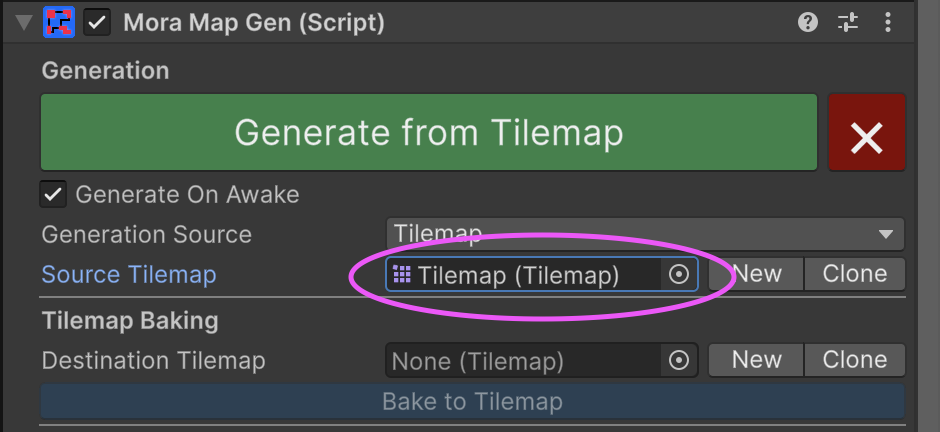 Mora Map Gen (Script)
Generation
Generate from Tilemap
Generate On Awake
Generation Source Tilemap
Source Tilemap Tilemap (Tilemap) New Clone
Tilemap Baking
Destination Tilemap None (Tilemap) New Clone
Bake to Tilemap